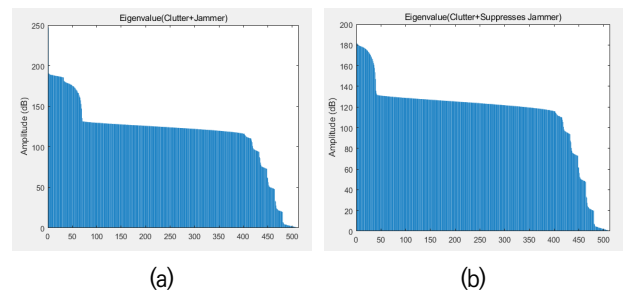 Eigenvalue(Clutter+Jammer)
Amplitude (dB)
250
200
150
100
50
0
0 50 100 150 200 250 300 350 400 450 500
(a)
Eigenvalue(Clutter+Suppresses Jammer)
Amplitude (dB)
200
180
160
140
120
100
80
60
40
20
0
0 50 100 150 200 250 300 350 400 450 500
(b)